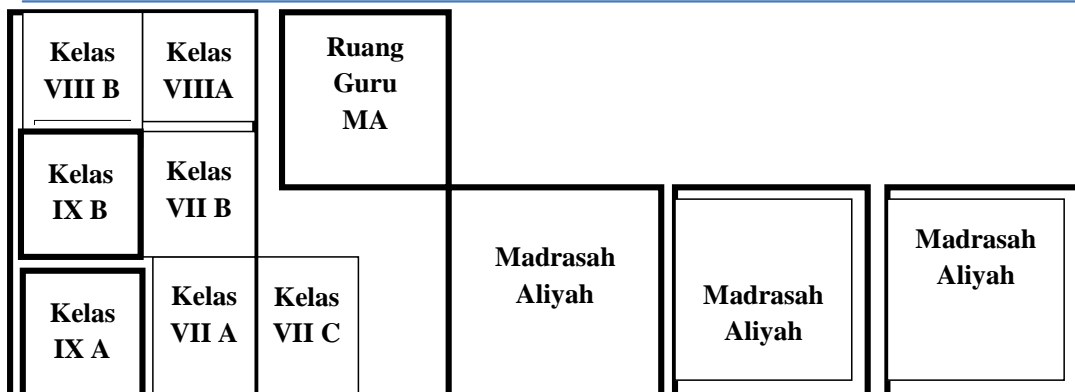 Kelas
VIII B
Kelas
VIIIA
Ruang
Guru
MA
Kelas
IX B
Kelas
VII B
Madrasah
Aliyah
Madrasah
Aliyah
Madrasah
Aliyah
Kelas
IX A
Kelas
VII A
Kelas
VII C